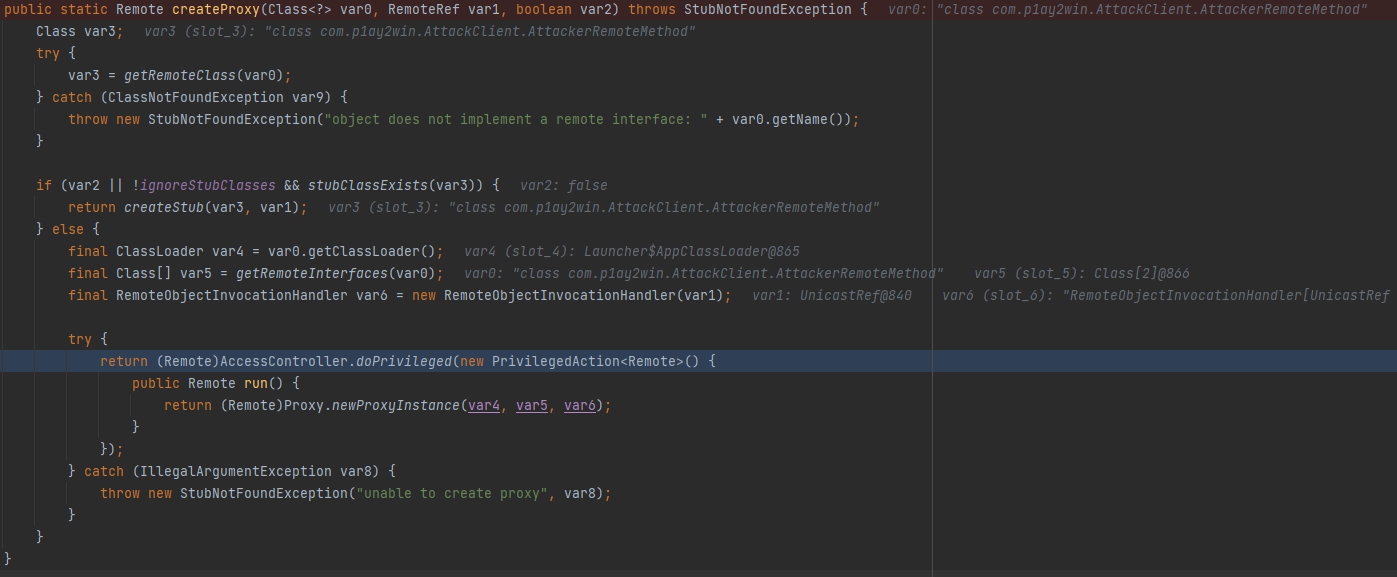 public static Remote createProxy(Class<?> var0, RemoteRef var1, boolean var2) throws StubNotFoundException {   var0: "class com.p1ay2win.AttackClient.AttackerRemoteMethod"
    Class var3;   var3 (slot_3): "class com.p1ay2win.AttackClient.AttackerRemoteMethod"
    try {
        var3 = getRemoteClass(var0);
    } catch (ClassNotFoundException var9) {
        throw new StubNotFoundException("object does not implement a remote interface: " + var0.getName());
    }
    if (var2 || !ignoreStubClasses && stubClassExists(var3)) {   var2: false
        return createStub(var3, var1);   var3 (slot_3): "class com.p1ay2win.AttackClient.AttackerRemoteMethod"
    } else {
        final ClassLoader var4 = var0.getClassLoader();   var4 (slot_4): Launcher$AppClassLoader@865
        final Class[] var5 = getRemoteInterfaces(var0);   var0: "class com.p1ay2win.AttackClient.AttackerRemoteMethod"    var5 (slot_5): Class[2]@866
        final RemoteObjectInvocationHandler var6 = new RemoteObjectInvocationHandler(var1);   var1: UnicastRef@840    var6 (slot_6): "RemoteObjectInvocationHandler[UnicastRef
        try {
            return (Remote)AccessController.doPrivileged(new PrivilegedAction<Remote>() {
                public Remote run() {
                    return (Remote)Proxy.newProxyInstance(var4, var5, var6);
                }
            });
        } catch (IllegalArgumentException var8) {
            throw new StubNotFoundException("unable to create proxy", var8);
        }
    }
}